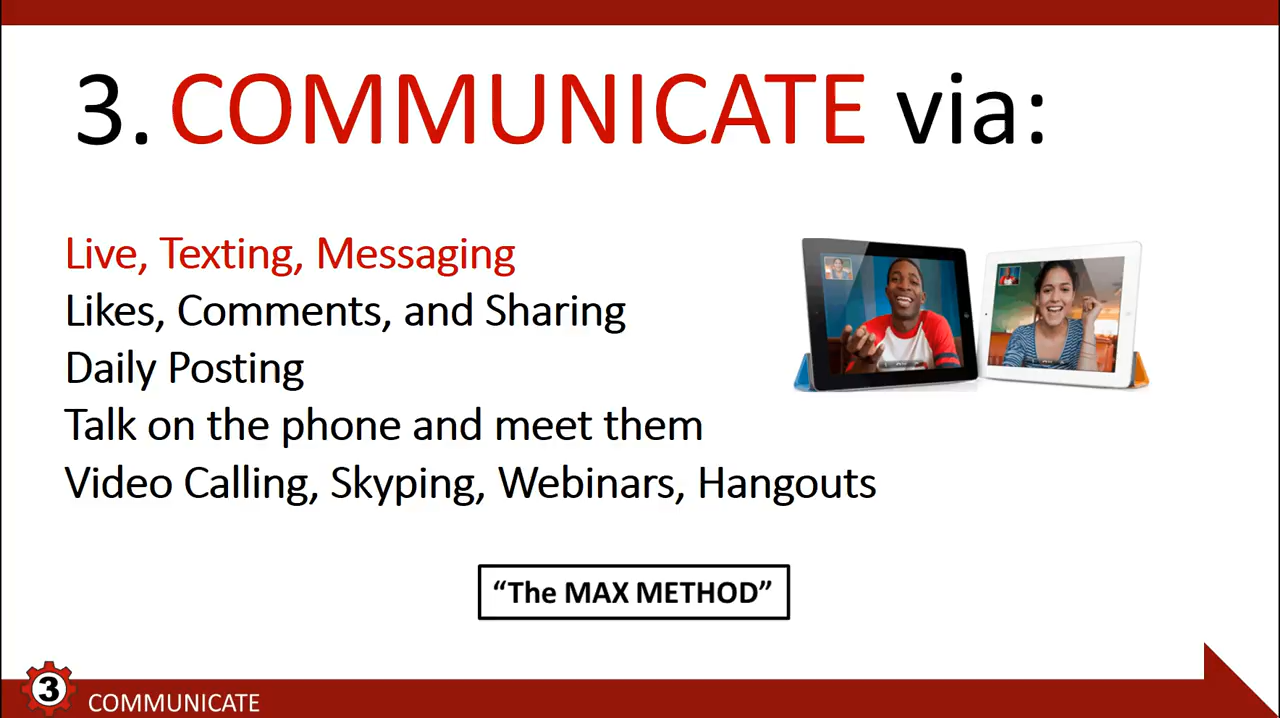 3. COMMUNICATE via:
Live, Texting, Messaging
Likes, Comments, and Sharing
Daily Posting
Talk on the phone and meet them
Video Calling, Skyping, Webinars, Hangouts
“The MAX METHOD”
3
COMMUNICATE